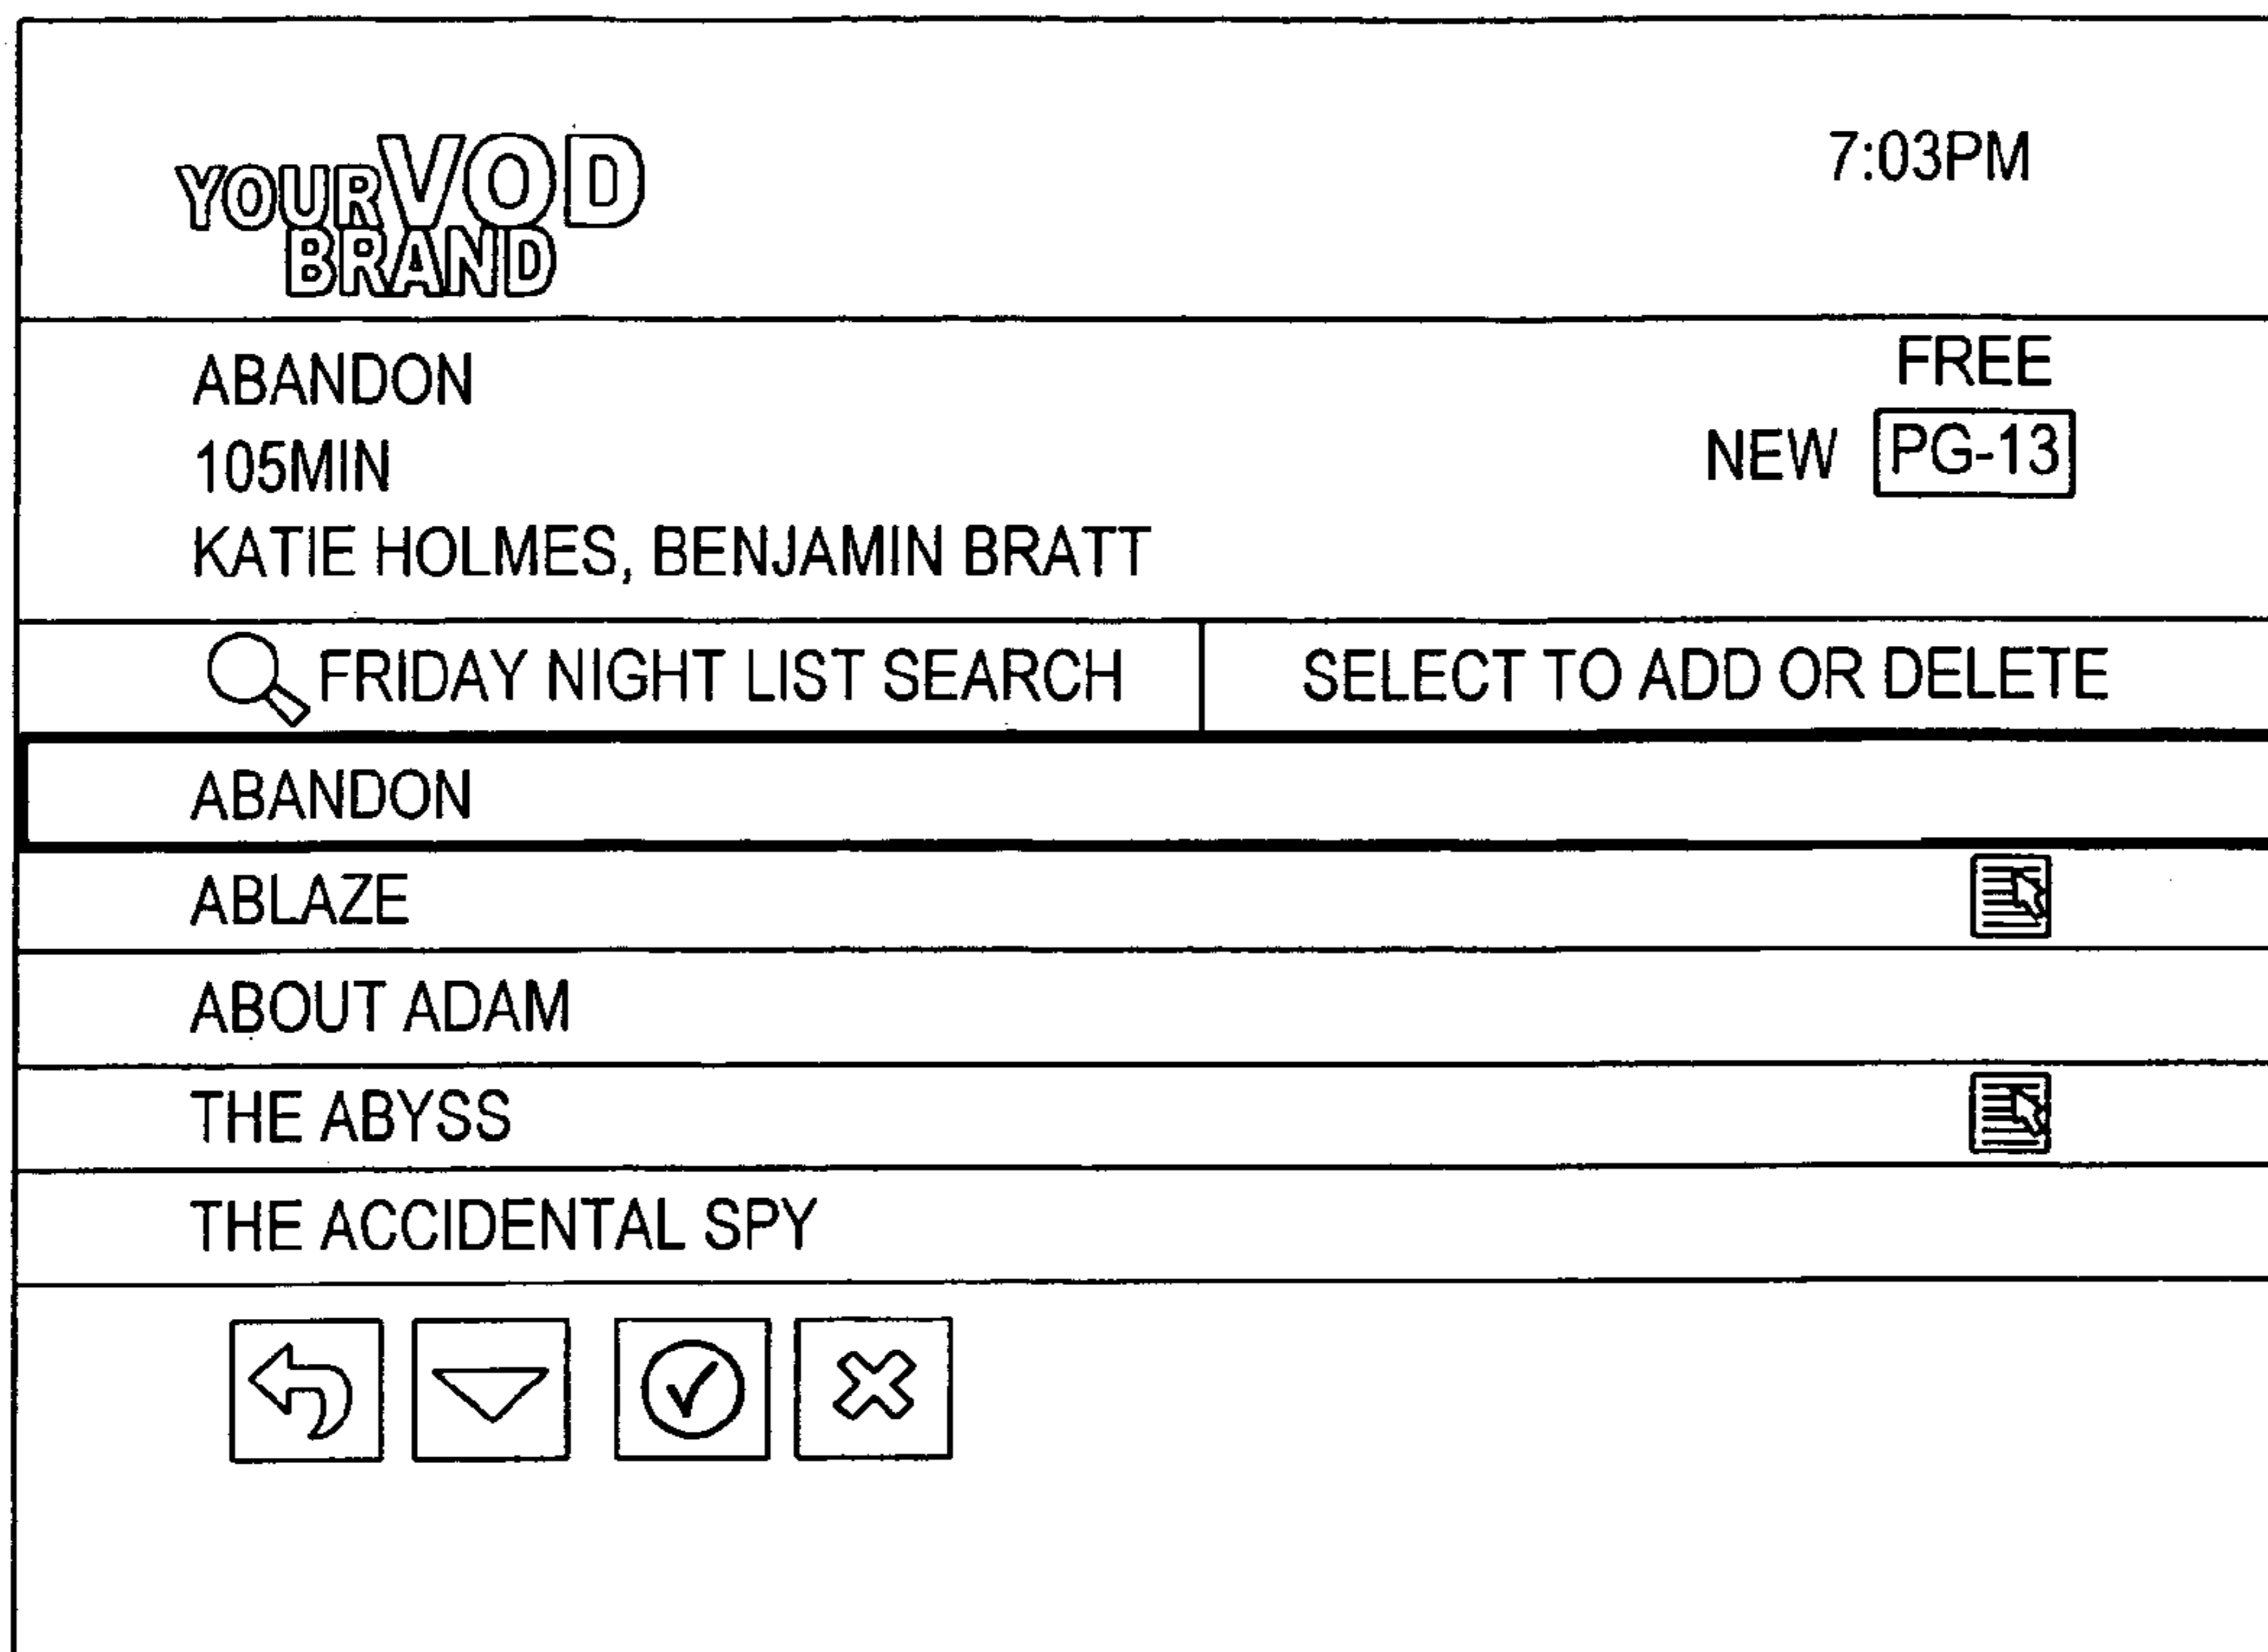 YOUR VOD
BRAND
7:03PM
ABANDON
FREE
105MIN
NEW PG-13
KATIE HOLMES, BENJAMIN BRATT
FRIDAY NIGHT LIST SEARCH
SELECT TO ADD OR DELETE
ABANDON
ABLAZE
ABOUT ADAM
THE ABYSS
THE ACCIDENTAL SPY